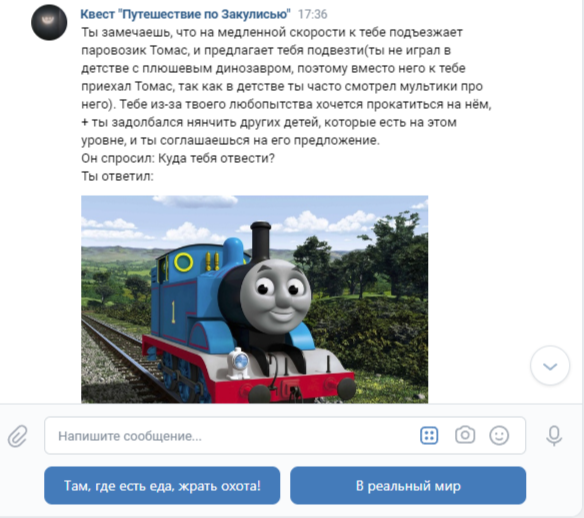 Квест "Путешествие по Закулисью" 17:36
Ты замечаешь, что на медленной скорости к тебе подъезжает
паровозик Томас, и предлагает тебя подвезти(ты не играл в
детстве с плюшевым динозавром, поэтому вместо него к тебе
приехал Томас, так как в детстве ты часто смотрел мультики про
него). Тебе из-за твоего любопытства хочется прокатиться на нём,
+ ты задолбался нянчить других детей, которые есть на этом
уровне, и ты соглашаешься на его предложение.
Он спросил: Куда тебя отвести?
Ты ответил:
1
Напишите сообщение...
Там, где есть еда, жрать охота!
В реальный мир